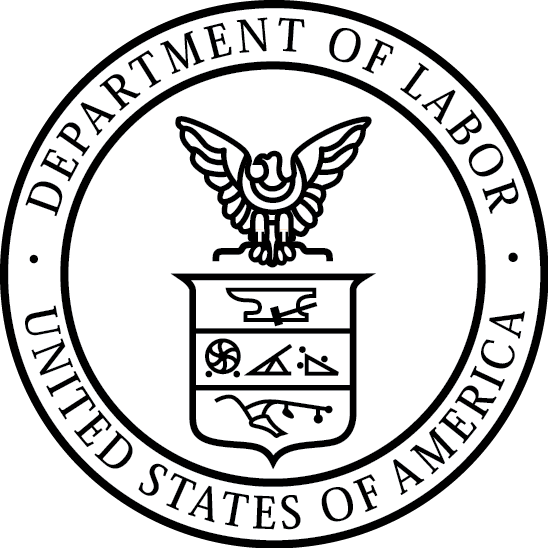 DEPARTMENT OF LABOR
UNITED STATES OF AMERICA